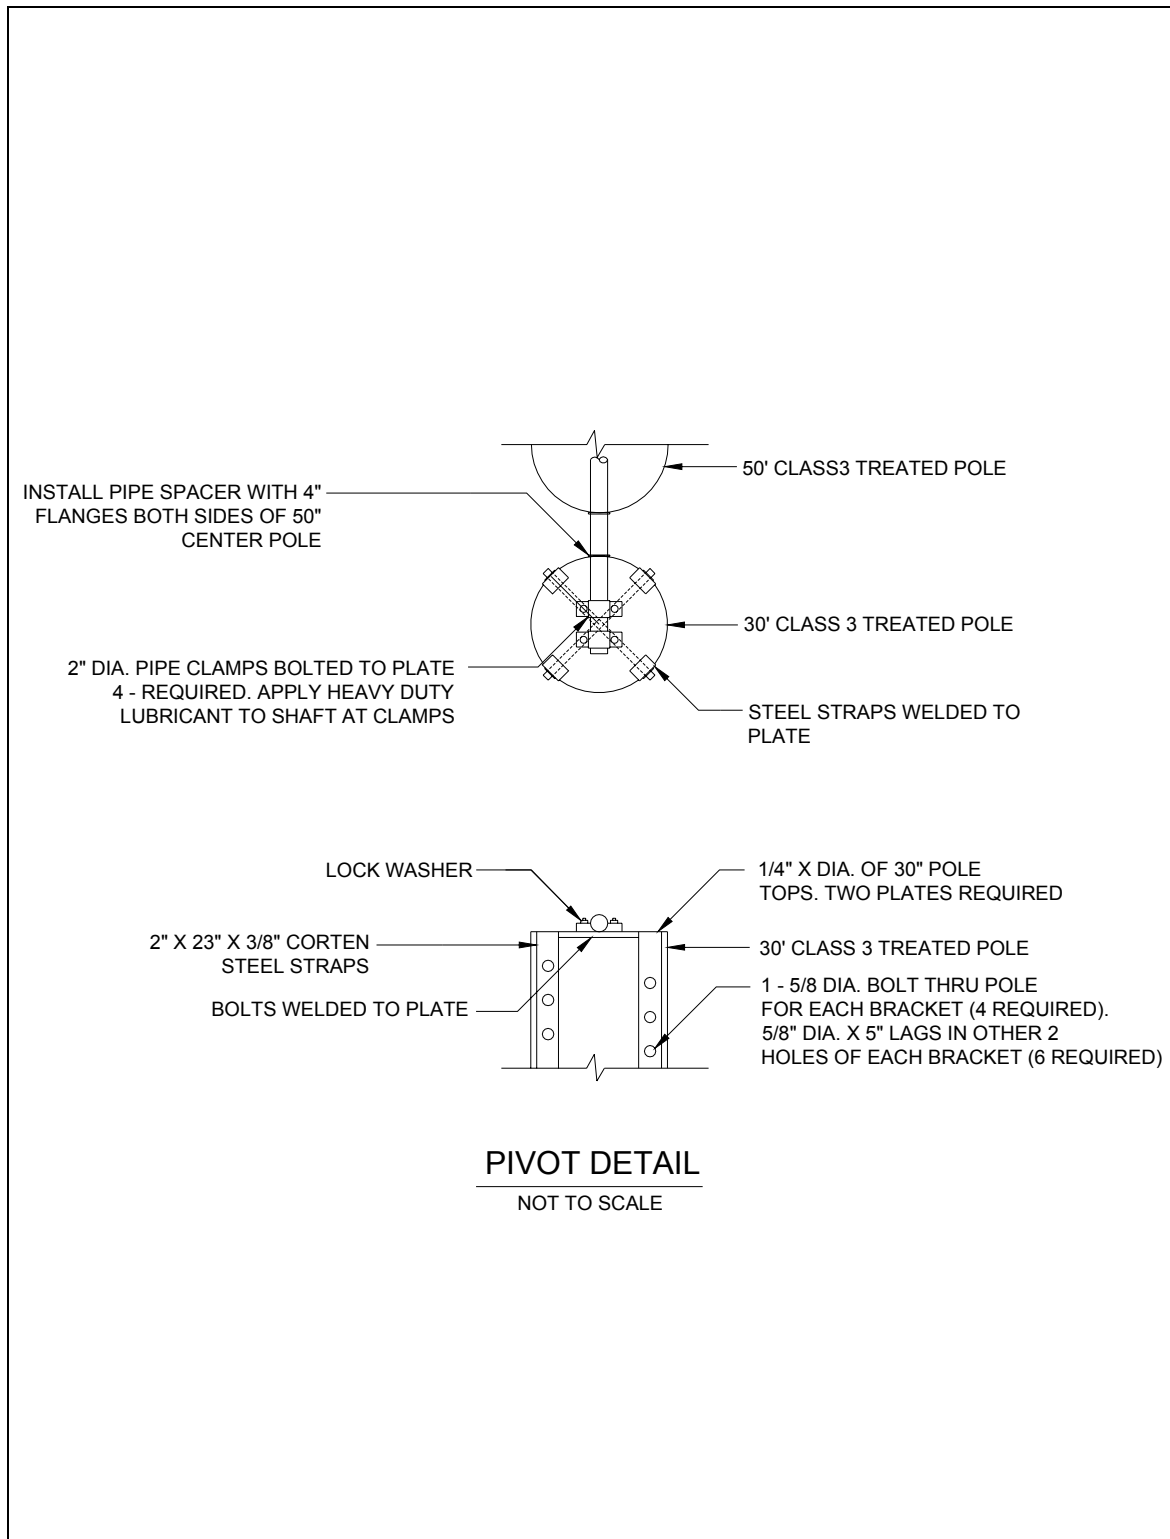 50' CLASS3 TREATED POLE
INSTALL PIPE SPACER WITH 4"
FLANGES BOTH SIDES OF 50"
CENTER POLE
30' CLASS 3 TREATED POLE
2" DIA. PIPE CLAMPS BOLTED TO PLATE
4 - REQUIRED. APPLY HEAVY DUTY
LUBRICANT TO SHAFT AT CLAMPS
STEEL STRAPS WELDED TO
PLATE
LOCK WASHER
1/4" X DIA. OF 30" POLE
TOPS. TWO PLATES REQUIRED
2" X 23" X 3/8" CORTEN
STEEL STRAPS
30' CLASS 3 TREATED POLE
BOLTS WELDED TO PLATE
1 - 5/8 DIA. BOLT THRU POLE
FOR EACH BRACKET (4 REQUIRED).
5/8" DIA. X 5" LAGS IN OTHER 2
HOLES OF EACH BRACKET (6 REQUIRED)
PIVOT DETAIL
NOT TO SCALE